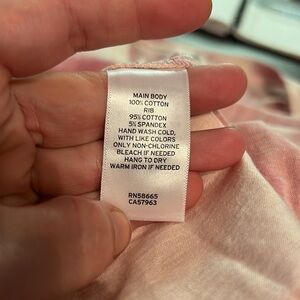 MAIN BODY
100% COTTON
RIB
95% COTTON
5% SPANDEX
HAND WASH COLD,
WITH LIKE COLORS
ONLY NON-CHLORINE
BLEACH IF NEEDED
HANG TO DRY
WARM IRON IF NEEDED
RN58665
CA57963